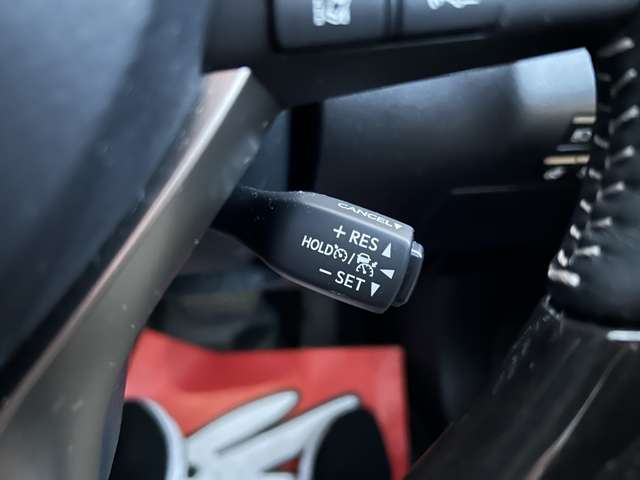 CANCEL
+ RES
HOLD /
− SET